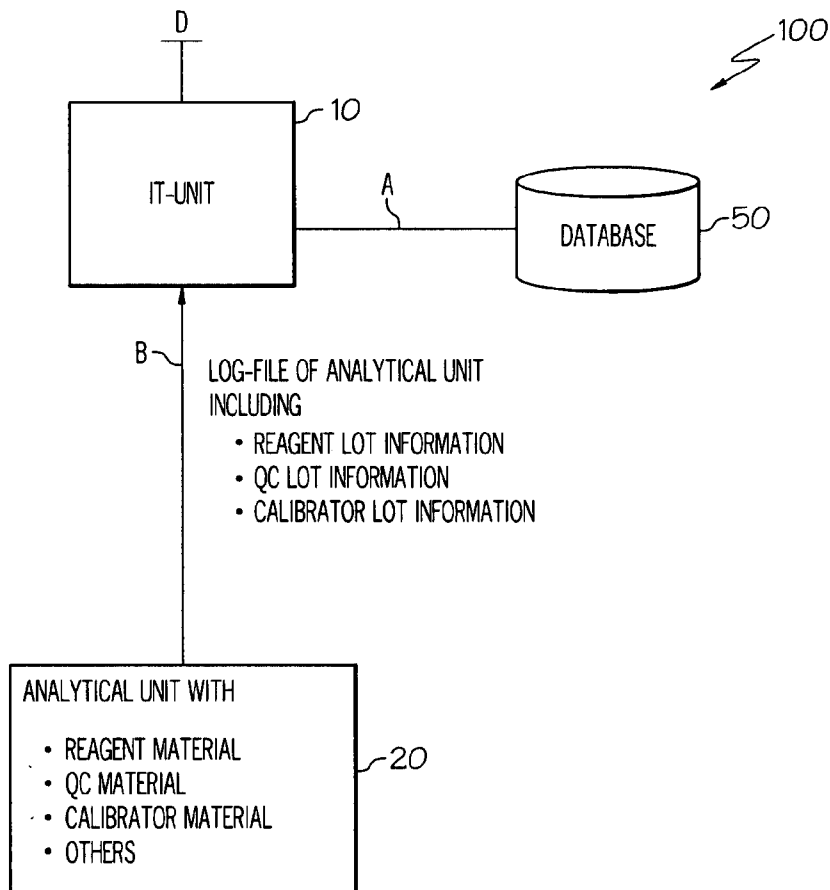 D
100
10
IT-UNIT
A
DATABASE
50
B
LOG-FILE OF ANALYTICAL UNIT
INCLUDING
• REAGENT LOT INFORMATION
• QC LOT INFORMATION
• CALIBRATOR LOT INFORMATION
ANALYTICAL UNIT WITH
• REAGENT MATERIAL
• QC MATERIAL
• CALIBRATOR MATERIAL
• OTHERS
20